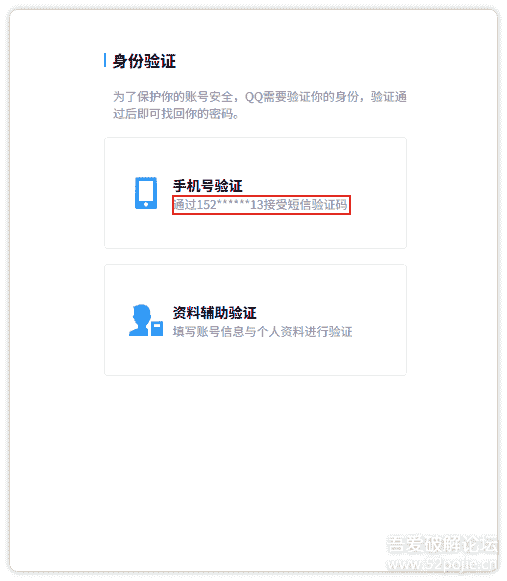 身份验证
为了保护你的账号安全，QQ需要验证你的身份，验证通
过后即可找回你的密码。
手机号验证
通过152******13接受短信验证码
资料辅助验证
填写账号信息与个人资料进行验证
吾爱破解论坛
www.52pojie.cn